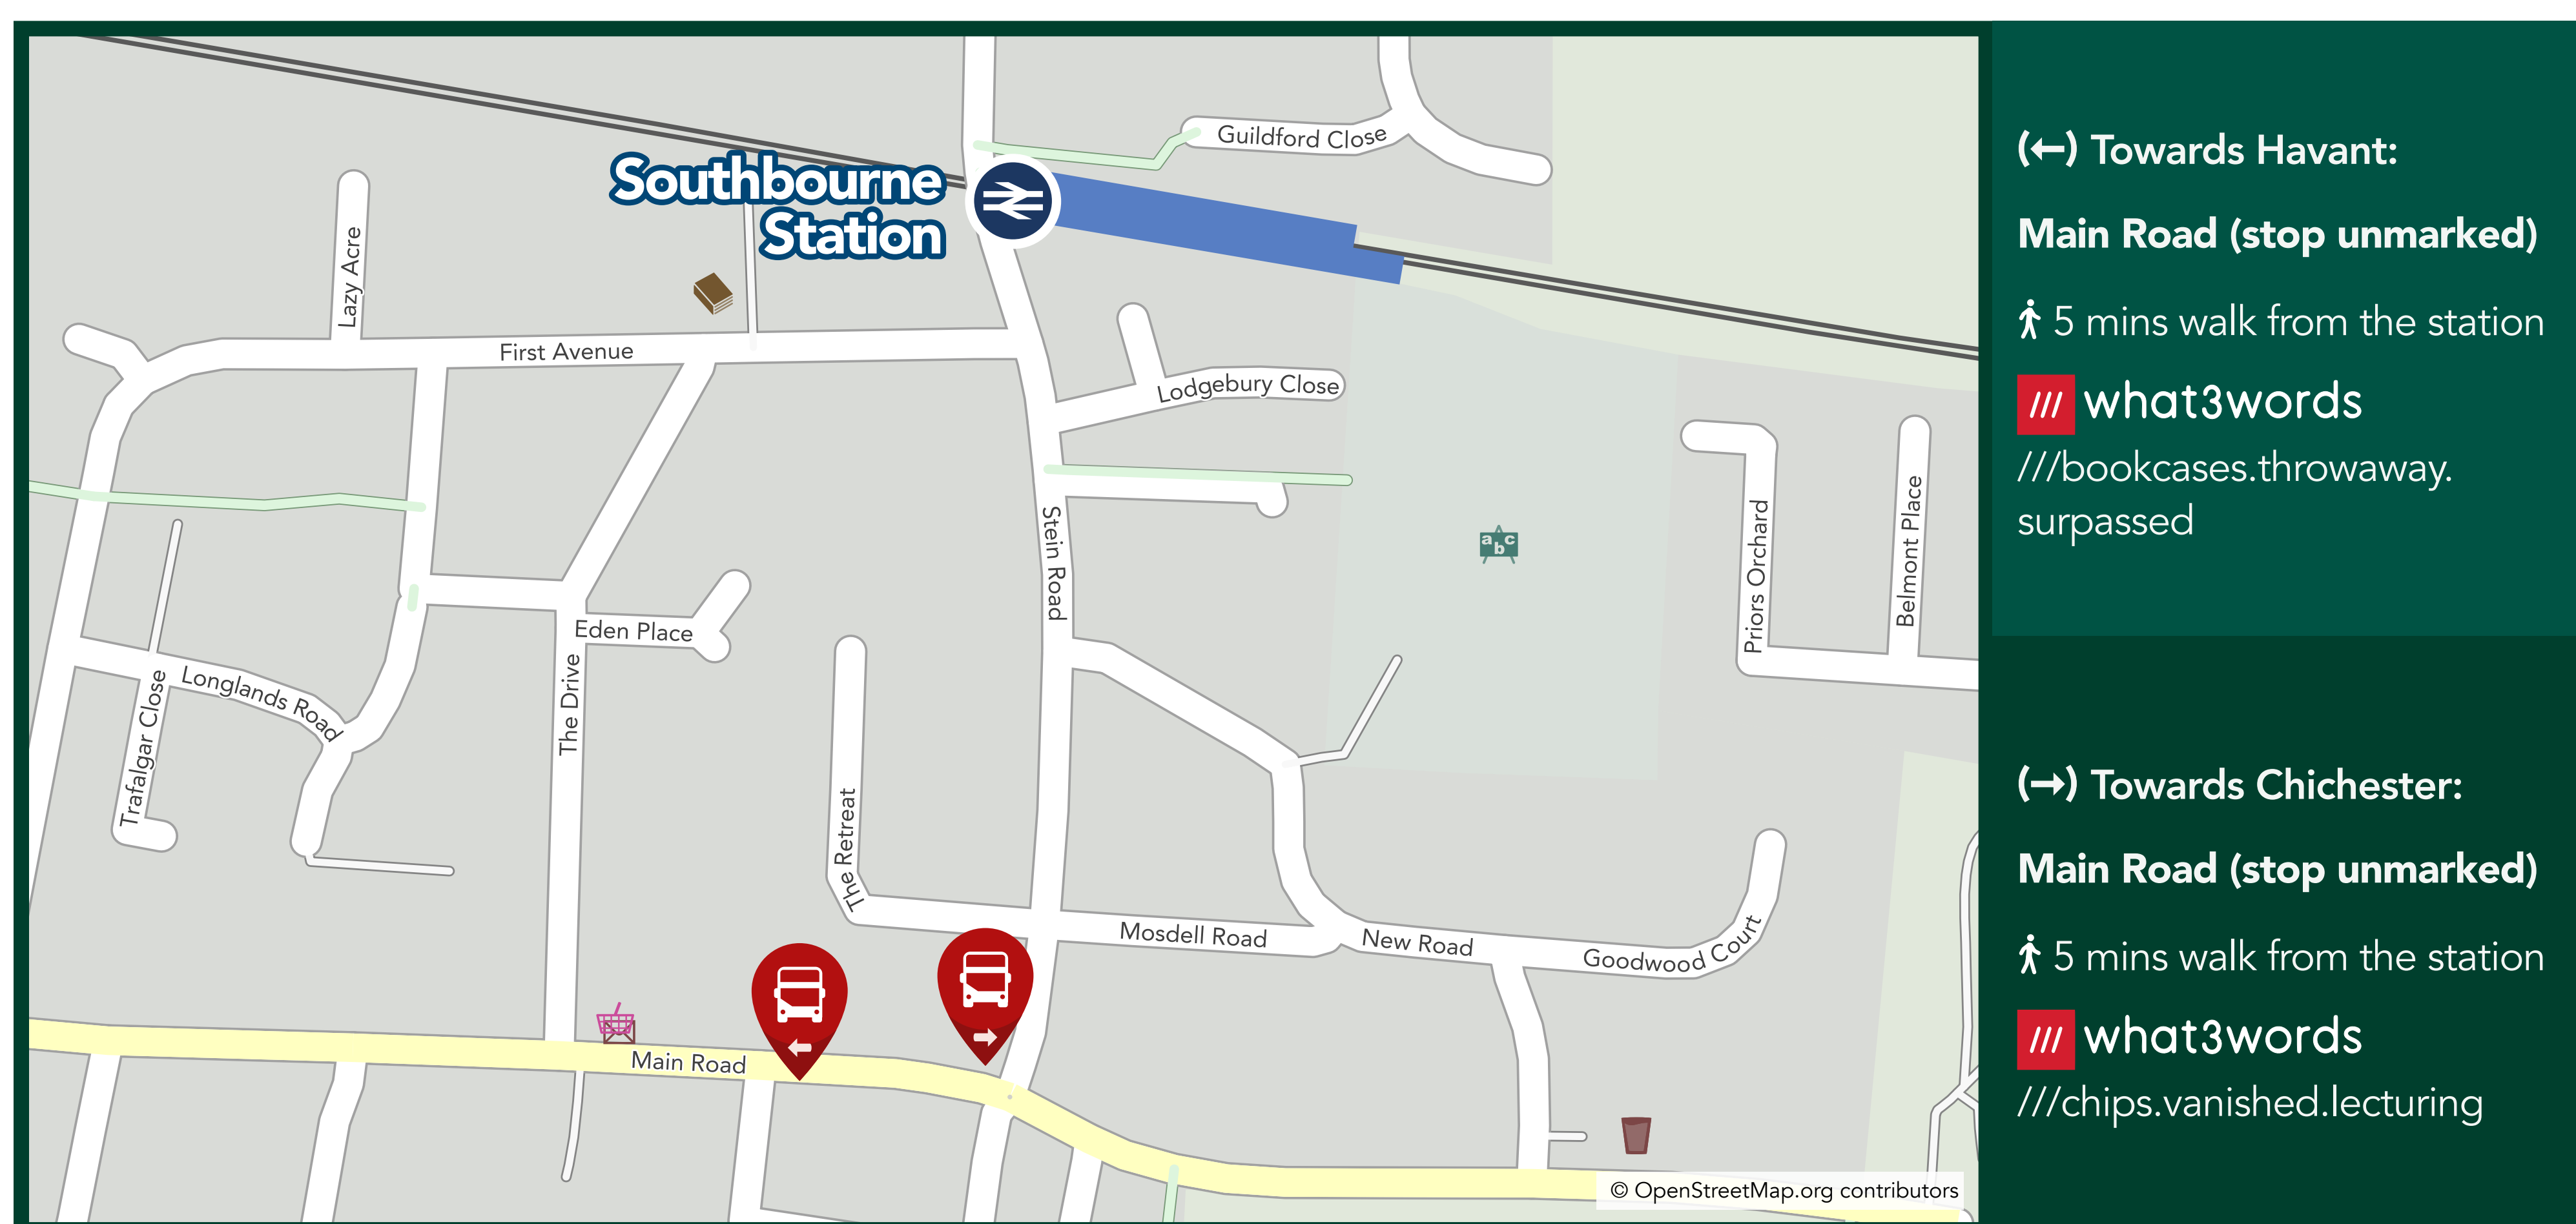 Guildford Close
Southbourne
Station
Lazy Acre
First Avenue
Lodgebury Close
Stein Road
abc
Priors Orchard
Belmont Place
Eden Place
The Drive
Longlands Road
Trafalgar Close
The Retreat
Mosdell Road
New Road
Goodwood Court
Main Road
© OpenStreetMap.org contributors
(←) Towards Havant:
Main Road (stop unmarked)
5 mins walk from the station
/// what3words
///bookcases.throwaway.
surpassed
(→) Towards Chichester:
Main Road (stop unmarked)
5 mins walk from the station
/// what3words
///chips.vanished.lecturing